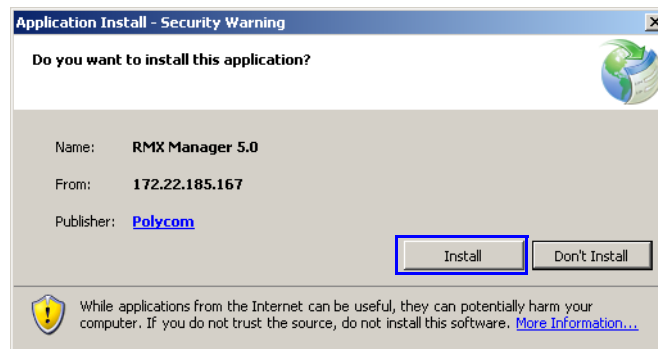 Application Install - Security Warning
Do you want to install this application?
Name: RMX Manager 5.0
From: 172.22.185.167
Publisher: Polycom
Install Don't Install
While applications from the Internet can be useful, they can potentially harm your
computer. If you do not trust the source, do not install this software. More Information...